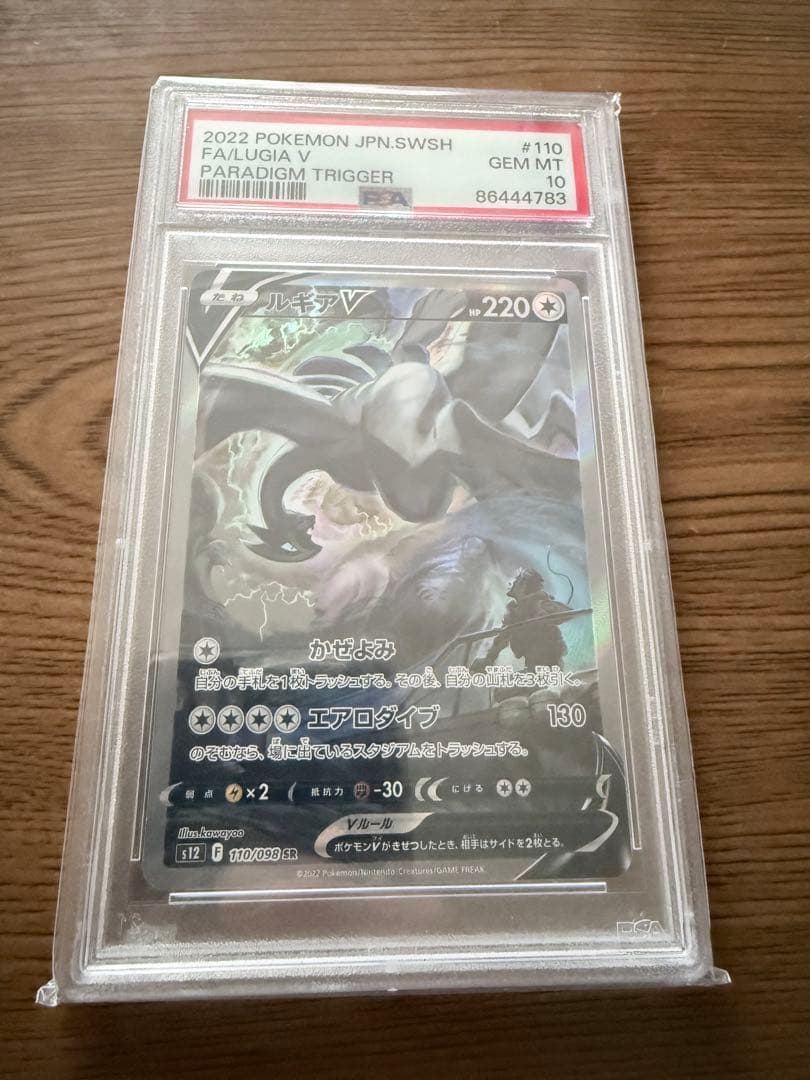 2022 POKEMON JPN.SWSH #110
FA/LUGIA V GEM MT
PARADIGM TRIGGER 10
PSA 86444783
たね ルギアV HP 220
かぜよみ
自分の手札を1枚トラッシュする。その後、自分の山札を3枚引く。
エアロダイブ 130
のぞむなら、場に出ているスタジアムをトラッシュする。
弱点 ×2 抵抗力 -30 にげる
Vルール
ポケモンVがきぜつしたとき、相手はサイドを2枚とる。
illus.kawayoo
s12 F 110/098 SR
©2022 Pokémon/Nintendo/Creatures/GAME FREAK.
PSA